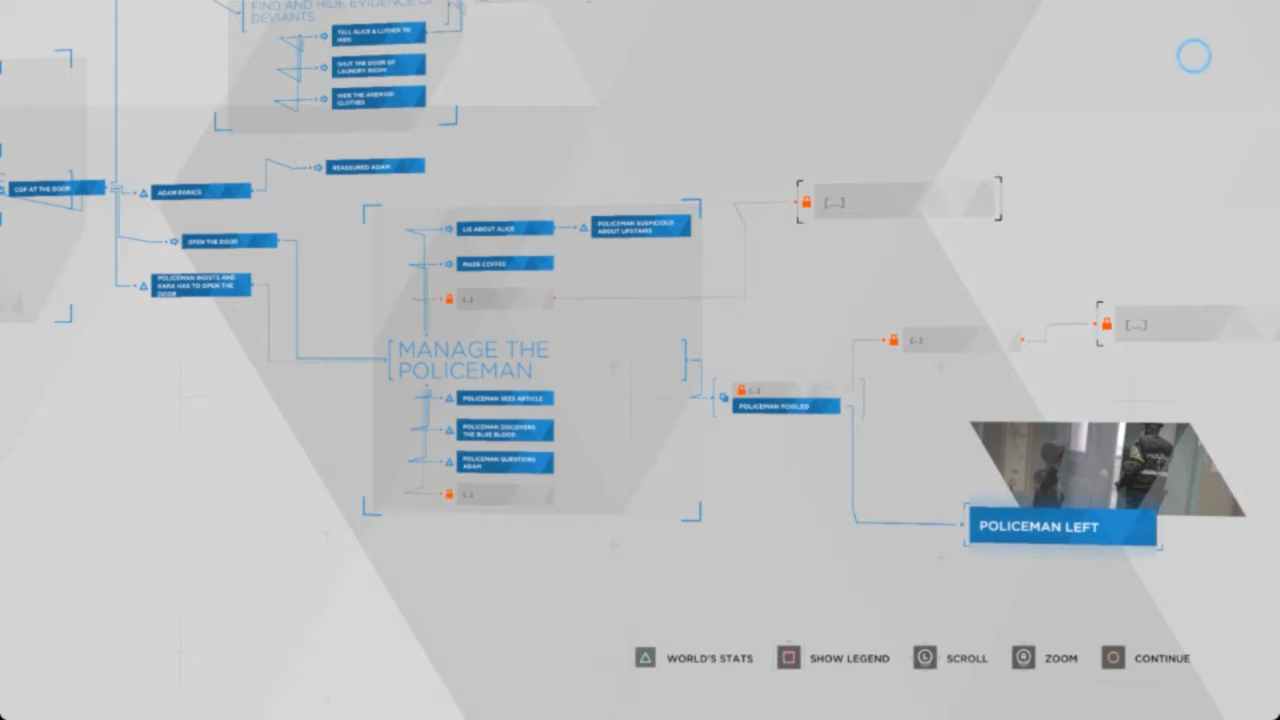 FIND AND HIDE EVIDENCE OF
DEVIANTS
TELL ALICE & LUTHER TO
HIDE
SHUT THE DOOR OF
LAUNDRY ROOM
HIDE THE ANDROID
CLOTHES
REASSURED ADAM
COP AT THE DOOR
ADAM PANICS
OPEN THE DOOR
POLICEMAN INSISTS AND
KARA HAS TO OPEN THE
DOOR
[...]
LIE ABOUT ALICE
POLICEMAN SUSPICIOUS
ABOUT UPSTAIRS
MADE COFFEE
[...]
MANAGE THE
POLICEMAN
POLICEMAN SEES ARTICLE
POLICEMAN DISCOVERS
THE BLUE BLOOD
POLICEMAN QUESTIONS
ADAM
[...]
[...]
POLICEMAN FOOLED
[...]
[...]
POLICEMAN LEFT
WORLD'S STATS
SHOW LEGEND
L
SCROLL
R
ZOOM
CONTINUE